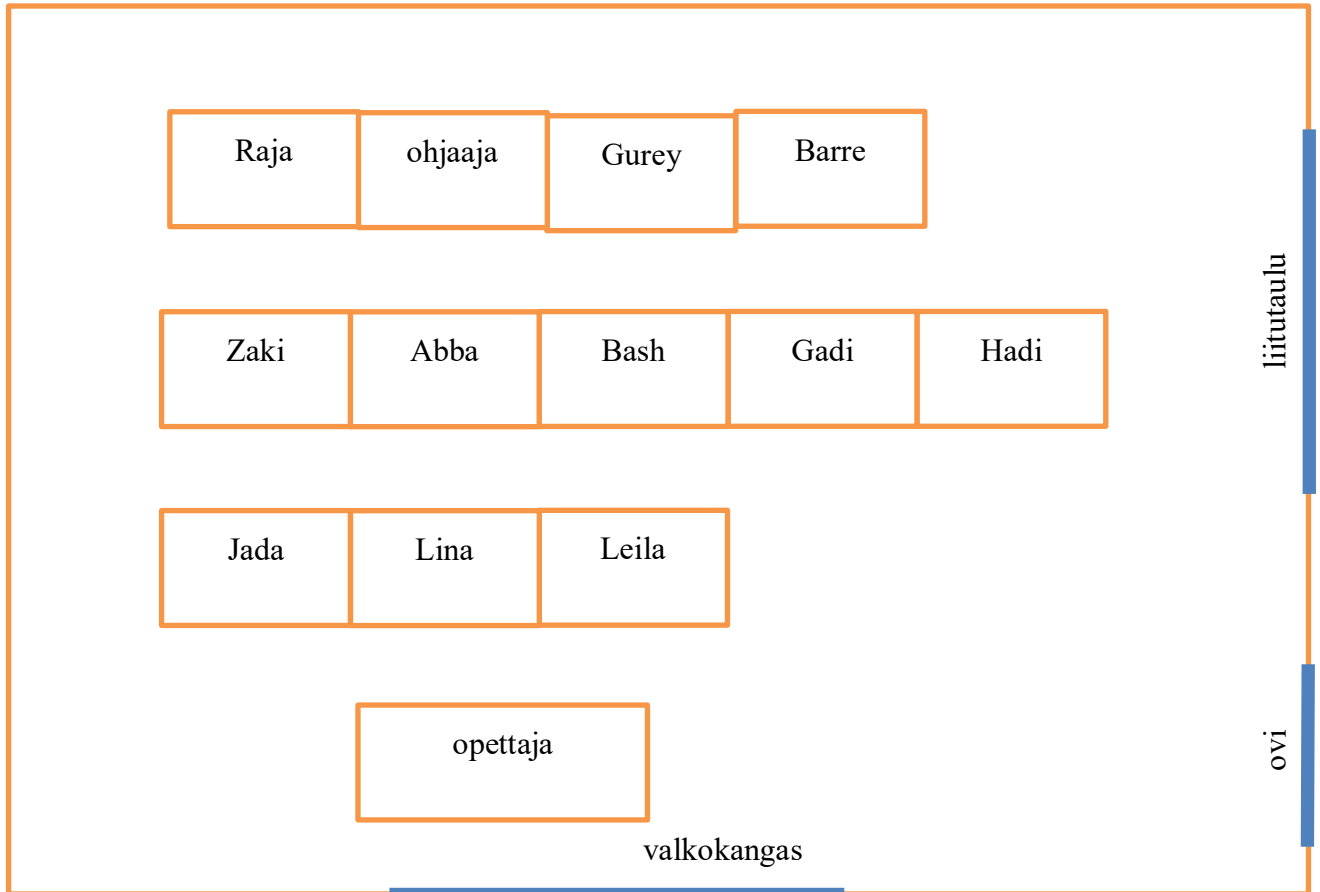 Raja
ohjaaja
Gurey
Barre
liitutaulu
Zaki
Abba
Bash
Gadi
Hadi
Jada
Lina
Leila
opettaja
ovi
valkokangas